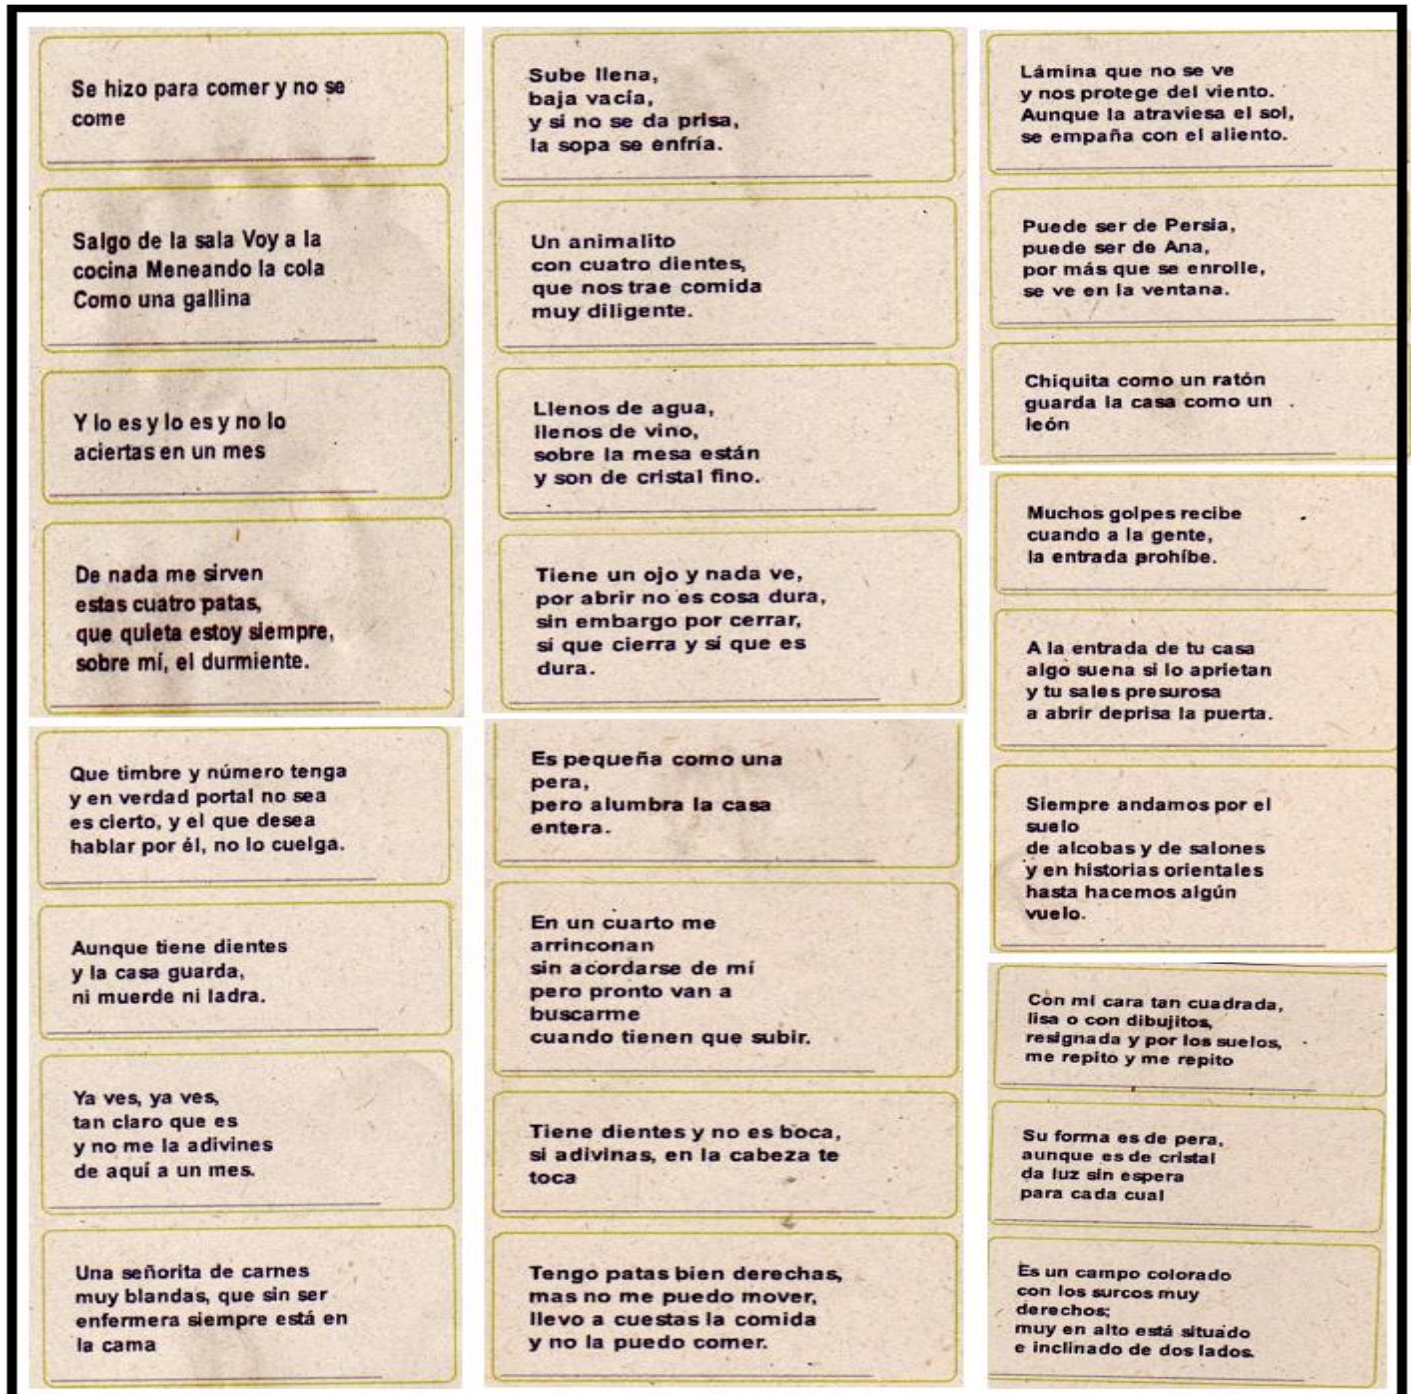 Se hizo para comer y no se
come
Salgo de la sala Voy a la
cocina Meneando la cola
Como una gallina
Y lo es y lo es y no lo
aciertas en un mes
De nada me sirven
estas cuatro patas,
que quieta estoy siempre,
sobre mí, el durmiente.
Que timbre y número tenga
y en verdad portal no sea
es cierto, y el que desea
hablar por él, no lo cuelga.
Aunque tiene dientes
y la casa guarda,
ni muerde ni ladra.
Ya ves, ya ves,
tan claro que es
y no me la adivines
de aquí a un mes.
Una señorita de carnes
muy blandas, que sin ser
enfermera siempre está en
la cama
Sube llena,
baja vacía,
y si no se da prisa,
la sopa se enfría.
Un animalito
con cuatro dientes,
que nos trae comida
muy diligente.
Llenos de agua,
llenos de vino,
sobre la mesa están
y son de cristal fino.
Tiene un ojo y nada ve,
por abrir no es cosa dura,
sin embargo por cerrar,
sí que cierra y sí que es
dura.
Es pequeña como una
pera,
pero alumbra la casa
entera.
En un cuarto me
arrinconan
sin acordarse de mí
pero pronto van a
buscarme
cuando tienen que subir.
Tiene dientes y no es boca,
si adivinas, en la cabeza te
toca
Tengo patas bien derechas,
mas no me puedo mover,
llevo a cuestas la comida
y no la puedo comer.
Lámina que no se ve
y nos protege del viento.
Aunque la atraviesa el sol,
se empaña con el aliento.
Puede ser de Persia,
puede ser de Ana,
por más que se enrolle,
se ve en la ventana.
Chiquita como un ratón
guarda la casa como un
león
Muchos golpes recibe
cuando a la gente,
la entrada prohíbe.
A la entrada de tu casa
algo suena si lo aprietan
y tu sales presurosa
a abrir deprisa la puerta.
Siempre andamos por el
suelo
de alcobas y de salones
y en historias orientales
hasta hacemos algún
vuelo.
Con mi cara tan cuadrada,
lisa o con dibujitos,
resignada y por los suelos,
me repito y me repito
Su forma es de pera,
aunque es de cristal
da luz sin espera
para cada cual
Es un campo colorado
con los surcos muy
derechos;
muy en alto está situado
e inclinado de dos lados.